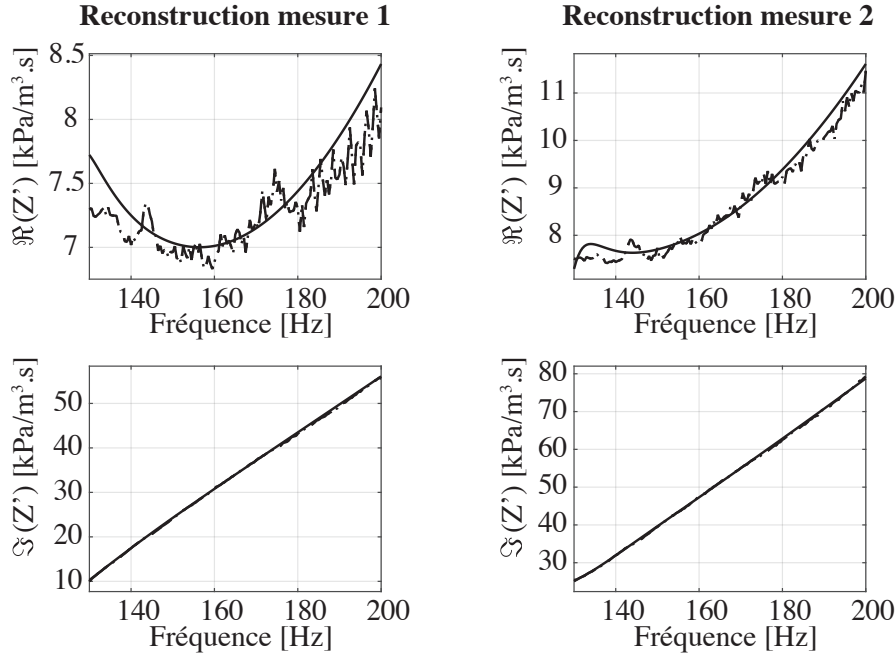 Reconstruction mesure 1
Reconstruction mesure 2
ℜ(Z') [kPa/m³.s]
8.5
8
7.5
7
140 160 180 200
Fréquence [Hz]
ℜ(Z') [kPa/m³.s]
11
10
9
8
140 160 180 200
Fréquence [Hz]
ℑ(Z') [kPa/m³.s]
50
40
30
20
10
140 160 180 200
Fréquence [Hz]
ℑ(Z') [kPa/m³.s]
80
70
60
50
40
30
140 160 180 200
Fréquence [Hz]